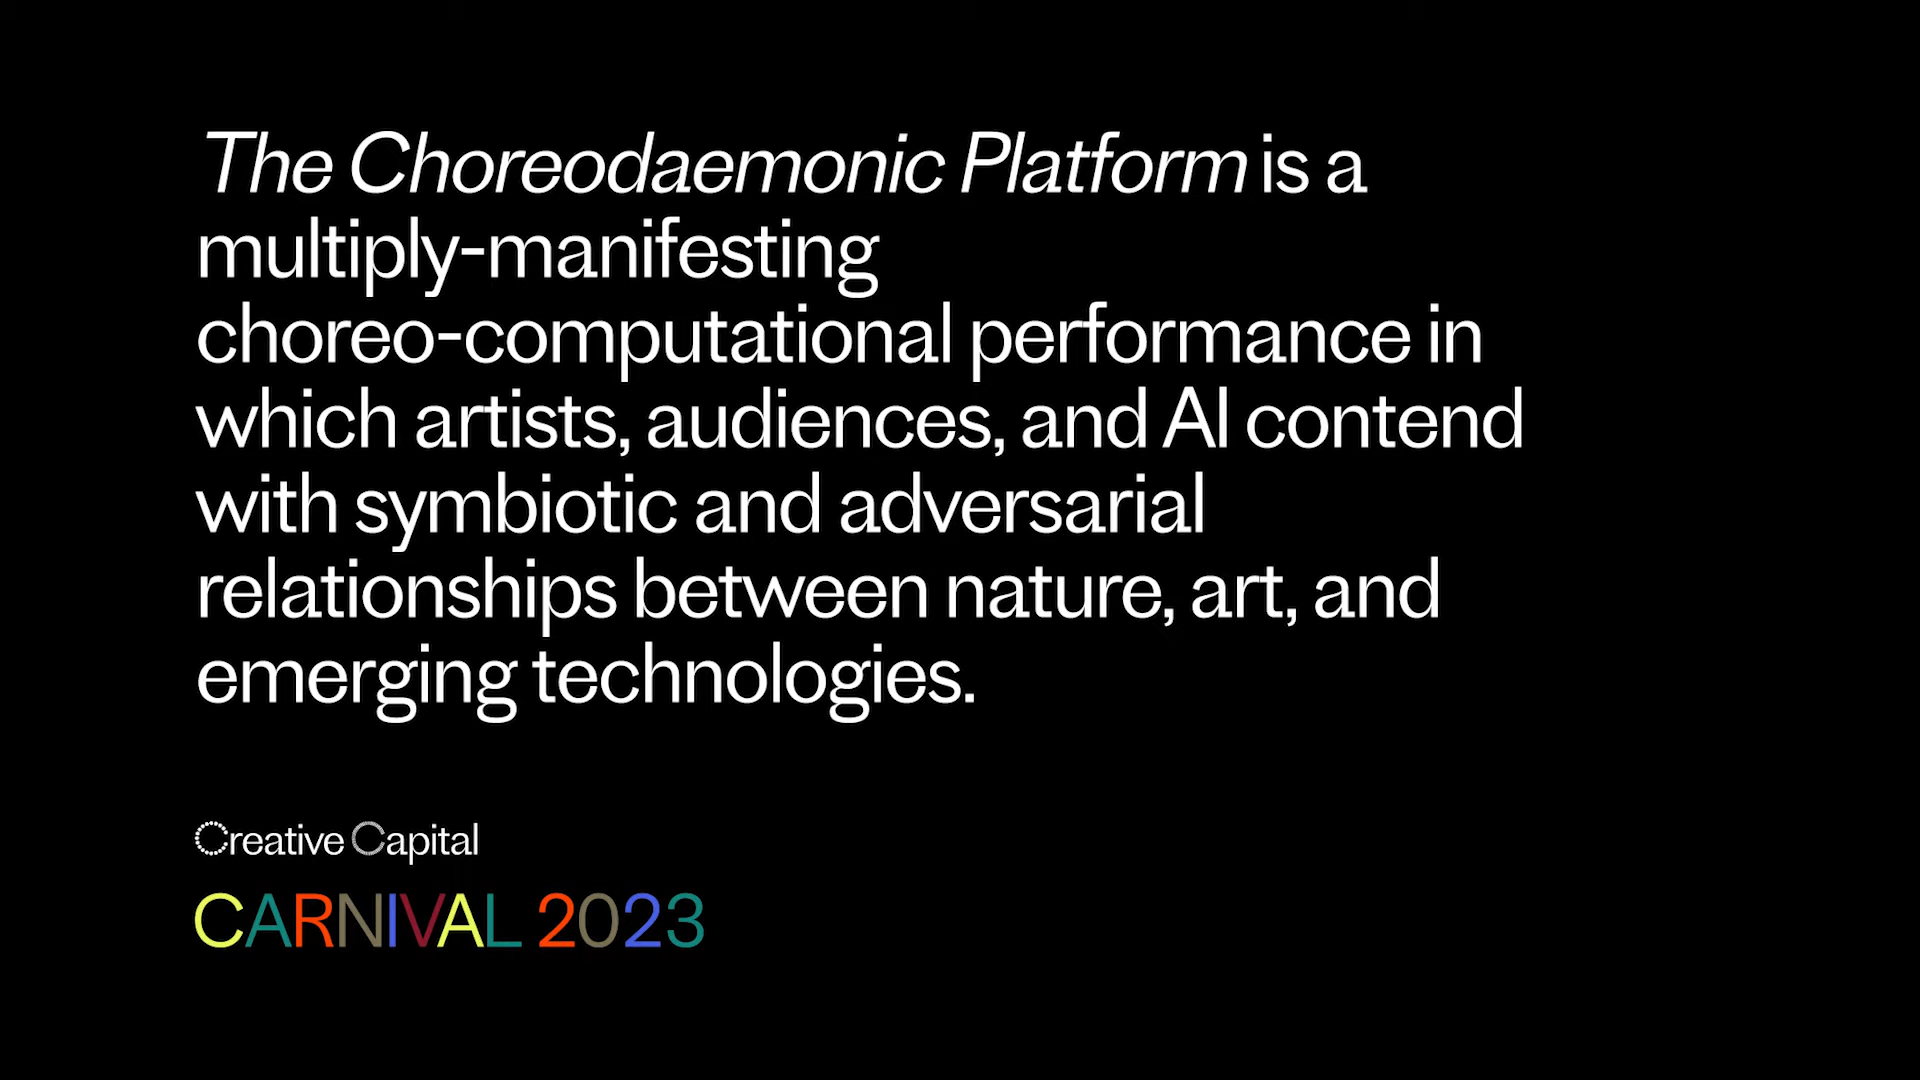 The Choreodaemonic Platform is a
multiply-manifesting
choreo-computational performance in
which artists, audiences, and AI contend
with symbiotic and adversarial
relationships between nature, art, and
emerging technologies.
Creative Capital
CARNIVAL 2023